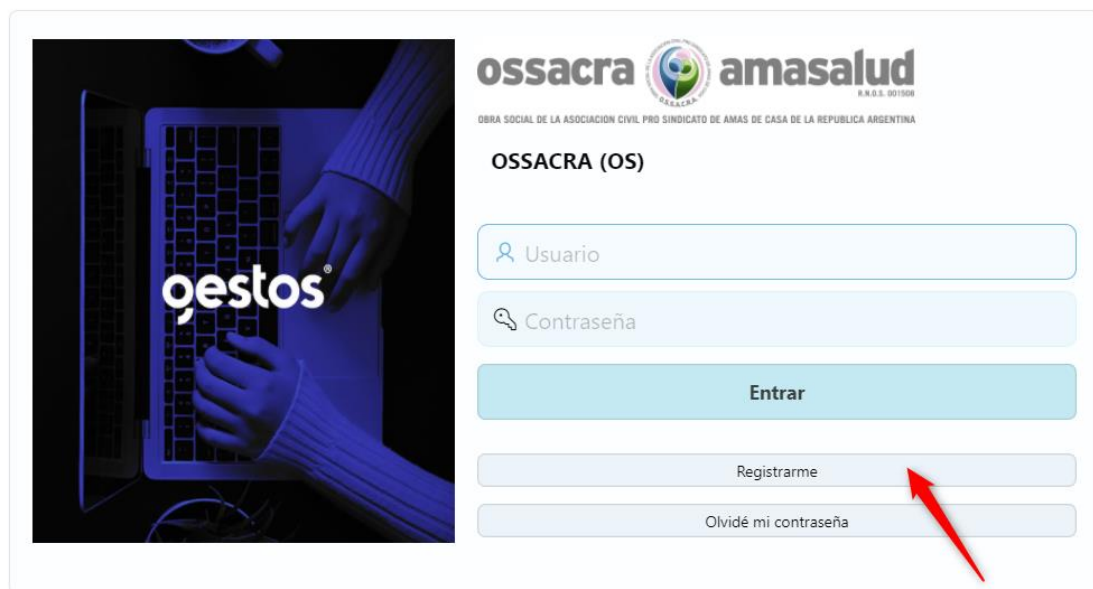 ossacra amasalud
O.S.S.A.C.R.A.
R.N.O.S. 001508
OBRA SOCIAL DE LA ASOCIACION CIVIL PRO SINDICATO DE AMAS DE CASA DE LA REPUBLICA ARGENTINA
OSSACRA (OS)
Usuario
gestos®
Contraseña
Entrar
Registrarme
Olvidé mi contraseña